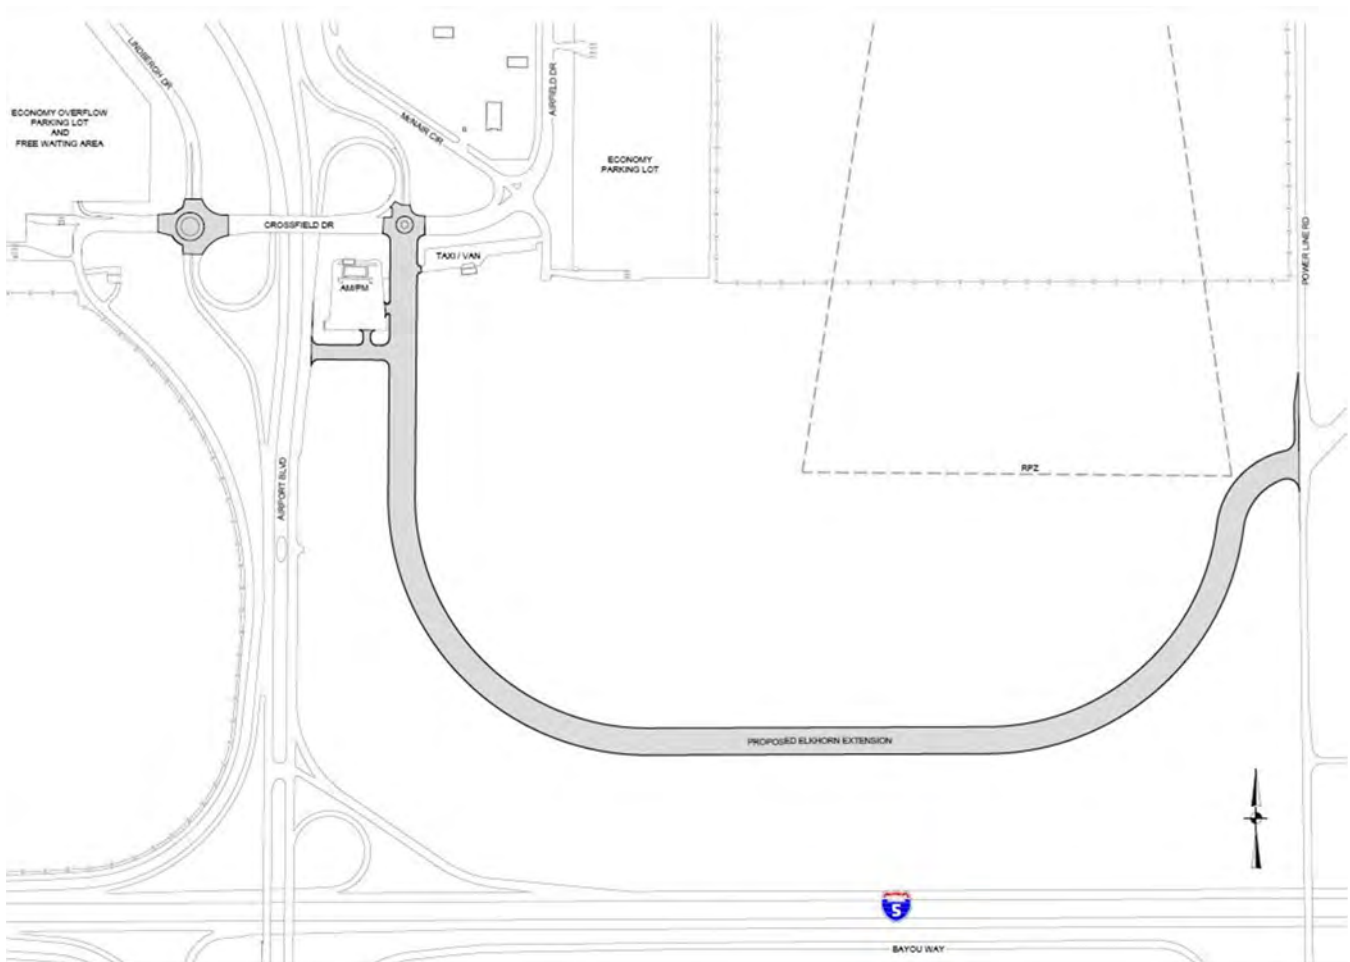 LINDBERGH DR
ECONOMY OVERFLOW
PARKING LOT
AND
FREE WAITING AREA
McNAIR CIR
AIRFIELD DR
ECONOMY
PARKING LOT
CROSSFIELD DR
TAXI / VAN
AM/PM
POWER LINE RD
AIRPORT BLVD
RPZ
PROPOSED ELKHORN EXTENSION
5
BAYOU WAY